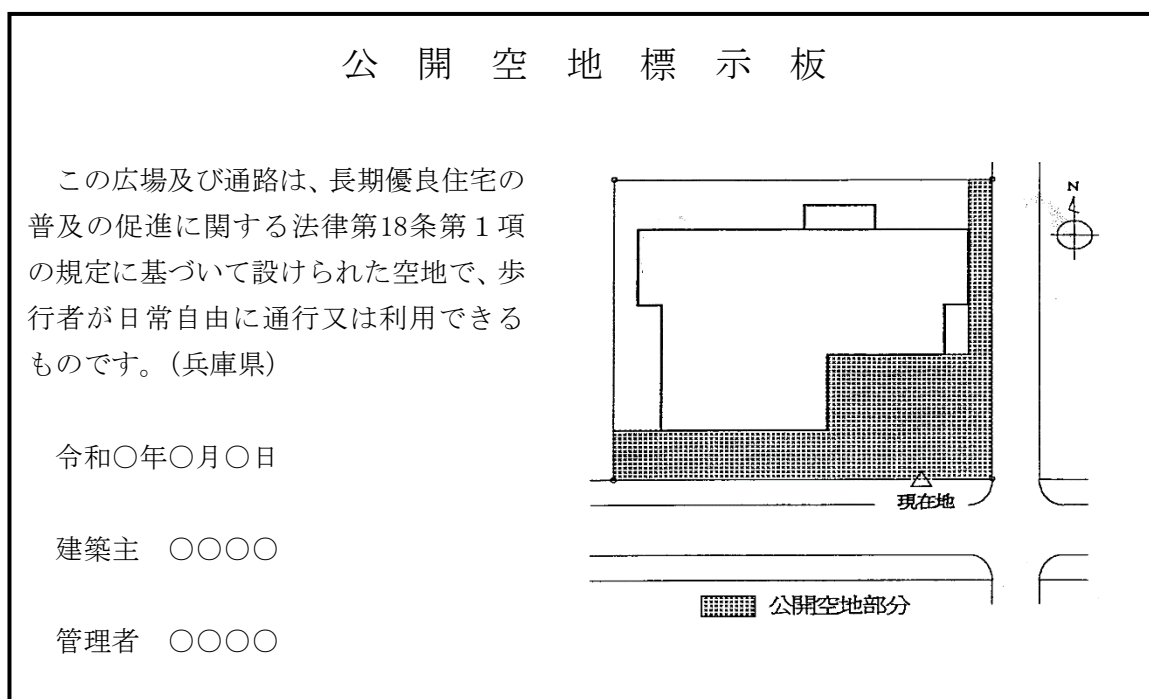 公開空地標示板
この広場及び通路は、長期優良住宅の
普及の促進に関する法律第18条第1項
の規定に基づいて設けられた空地で、歩
行者が日常自由に通行又は利用できる
ものです。(兵庫県)
令和○年○月○日
建築主　○○○○
管理者　○○○○
N
現在地
公開空地部分